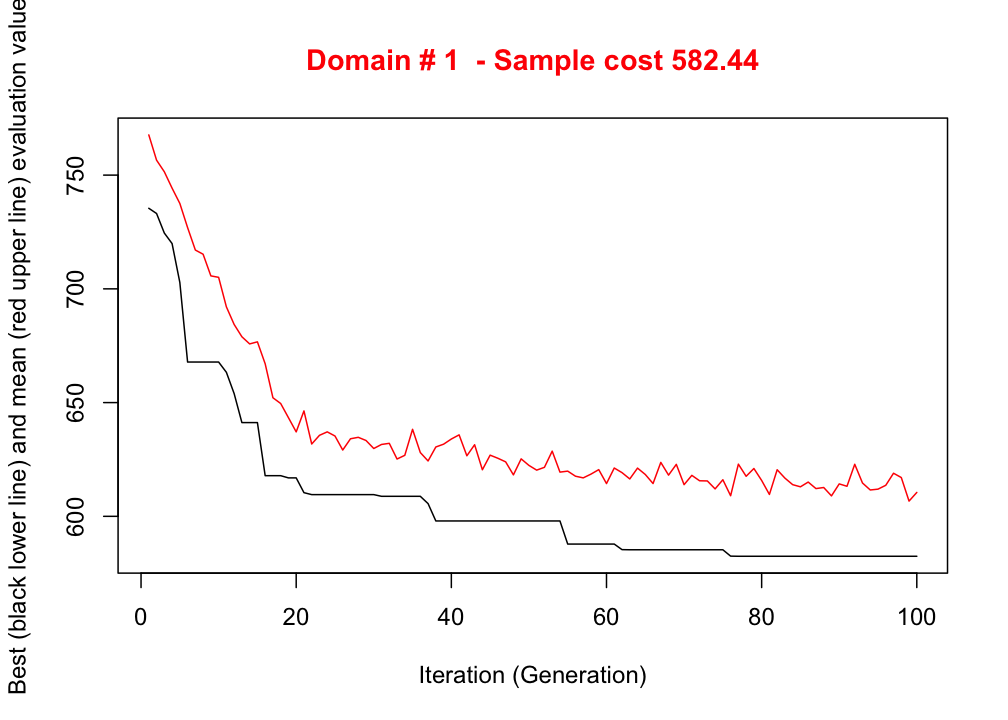 Domain # 1  - Sample cost 582.44
Best (black lower line) and mean (red upper line) evaluation value
750
700
650
600
0 20 40 60 80 100
Iteration (Generation)